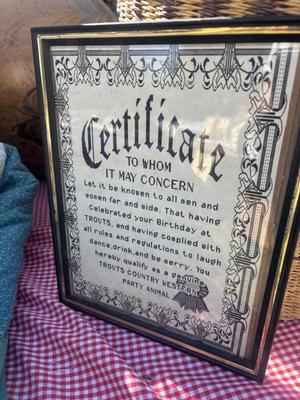 Certificate
TO WHOM
IT MAY CONCERN
Let it be knowen to all men and
women far and wide. That having
Celebrated your Birthday at
TROUTS, and having complied with
all rules and regulations to laugh
dance,drink,and be merry. You
hereby qualify as a genuine
TROUTS COUNTRY WESTERN
PARTY ANIMAL